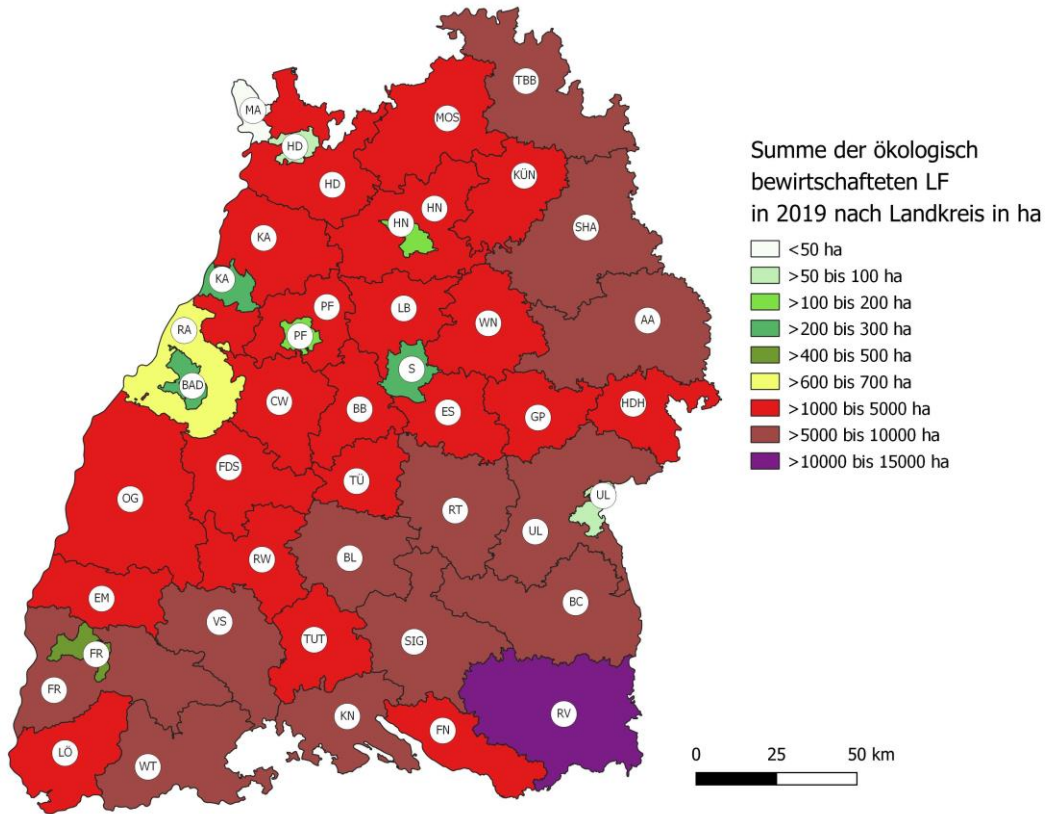 TBB
MA
MOS
HD
KÜN
HD
HN
HN
SHA
KA
KA
PF
LB
AA
RA
PF
WN
S
BAD
CW
BB
ES
GP
HDH
FDS
TÜ
OG
UL
RT
UL
RW
BL
EM
BC
VS
TUT
SIG
FR
FR
RV
KN
FN
LÖ
WT
Summe der ökologisch
bewirtschafteten LF
in 2019 nach Landkreis in ha
<50 ha
>50 bis 100 ha
>100 bis 200 ha
>200 bis 300 ha
>400 bis 500 ha
>600 bis 700 ha
>1000 bis 5000 ha
>5000 bis 10000 ha
>10000 bis 15000 ha
0 25 50 km